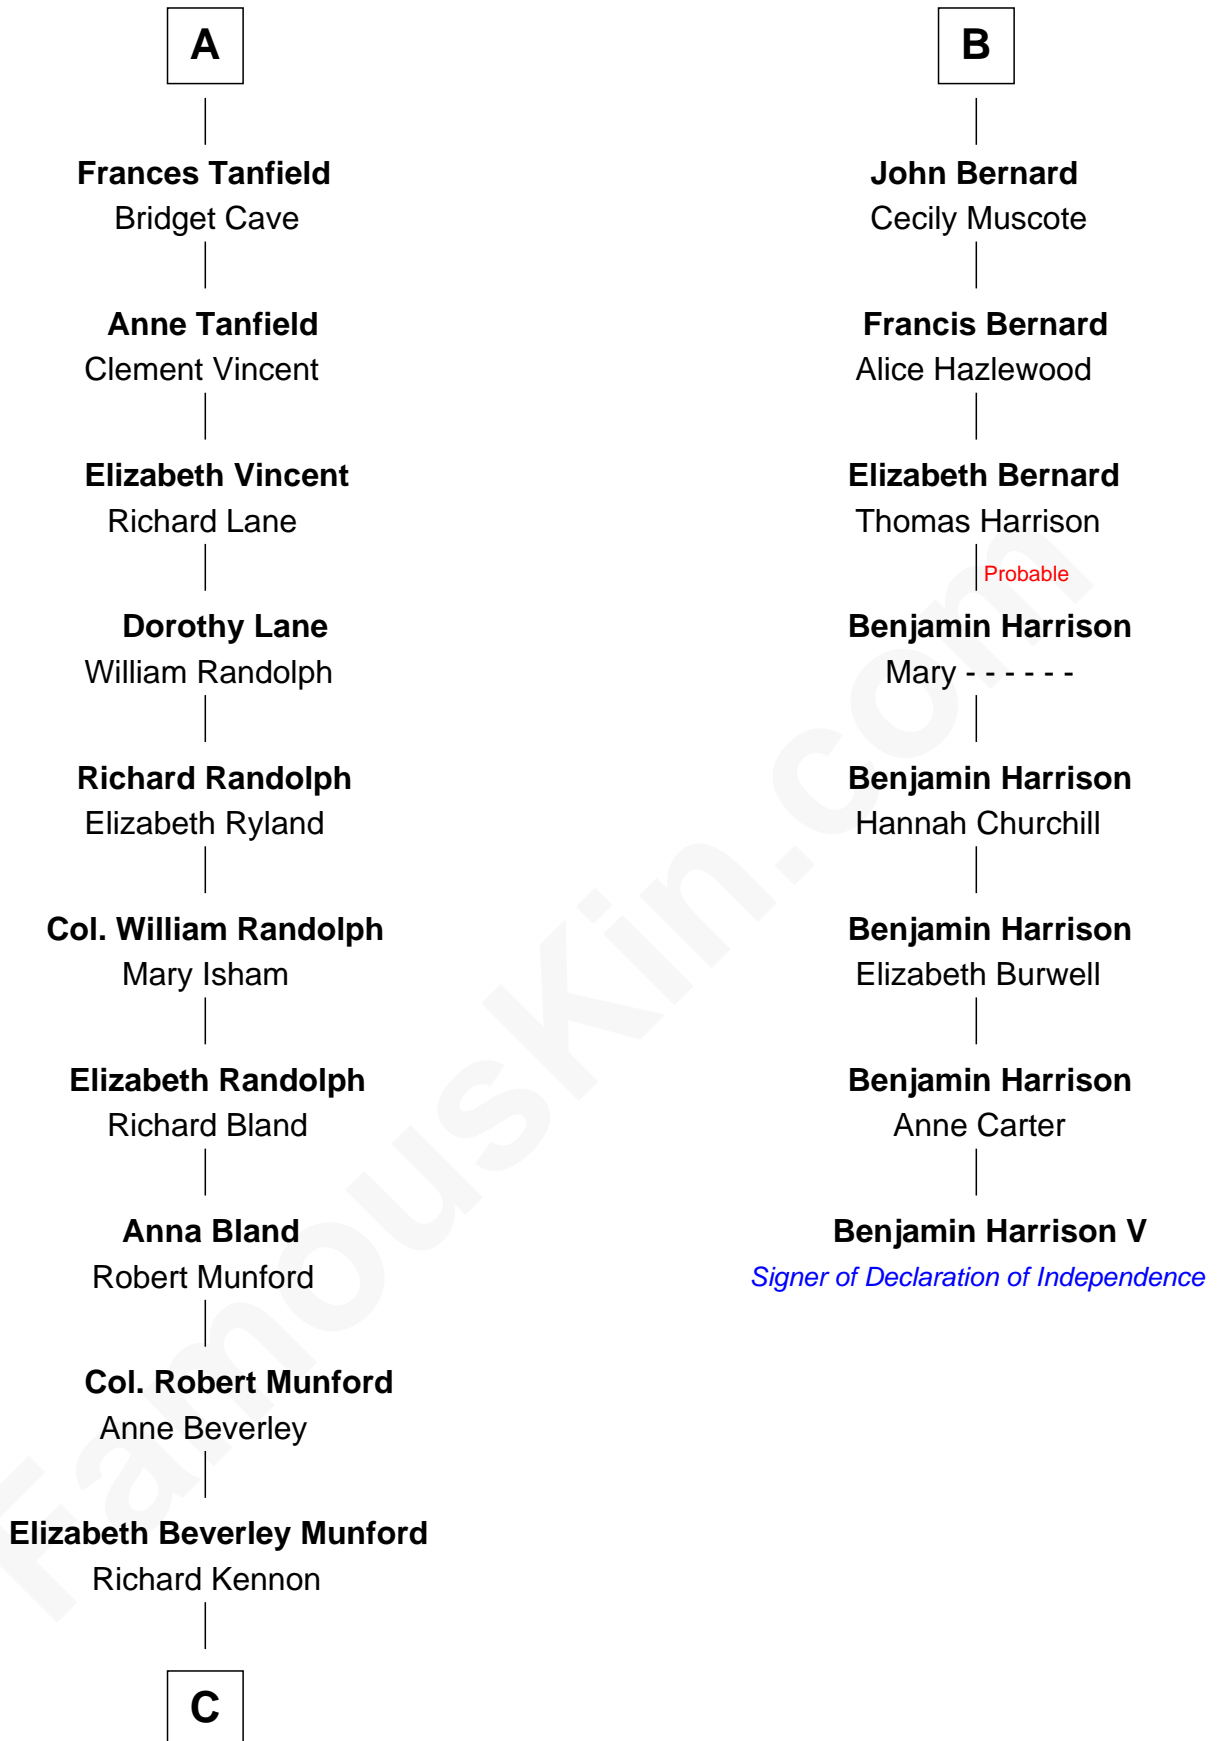 A
Frances Tanfield
Bridget Cave
Anne Tanfield
Clement Vincent
Elizabeth Vincent
Richard Lane
Dorothy Lane
William Randolph
Richard Randolph
Elizabeth Ryland
Col. William Randolph
Mary Isham
Elizabeth Randolph
Richard Bland
Anna Bland
Robert Munford
Col. Robert Munford
Anne Beverley
Elizabeth Beverley Munford
Richard Kennon
C
B
John Bernard
Cecily Muscote
Francis Bernard
Alice Hazlewood
Elizabeth Bernard
Thomas Harrison
Probable
Benjamin Harrison
Mary - - - - - -
Benjamin Harrison
Hannah Churchill
Benjamin Harrison
Elizabeth Burwell
Benjamin Harrison
Anne Carter
Benjamin Harrison V
Signer of Declaration of Independence
FamousKin.com